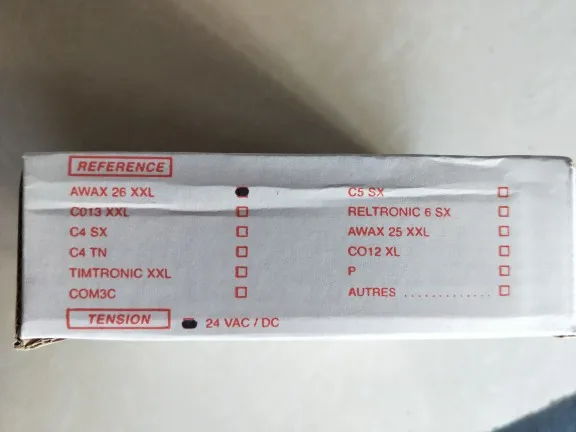 REFERENCE
AWAX 26 XXL
C013 XXL
C4 SX
C4 TN
TIMTRONIC XXL
COM3C
C5 SX
RELTRONIC 6 SX
AWAX 25 XXL
CO12 XL
P
AUTRES .............
TENSION 24 VAC / DC